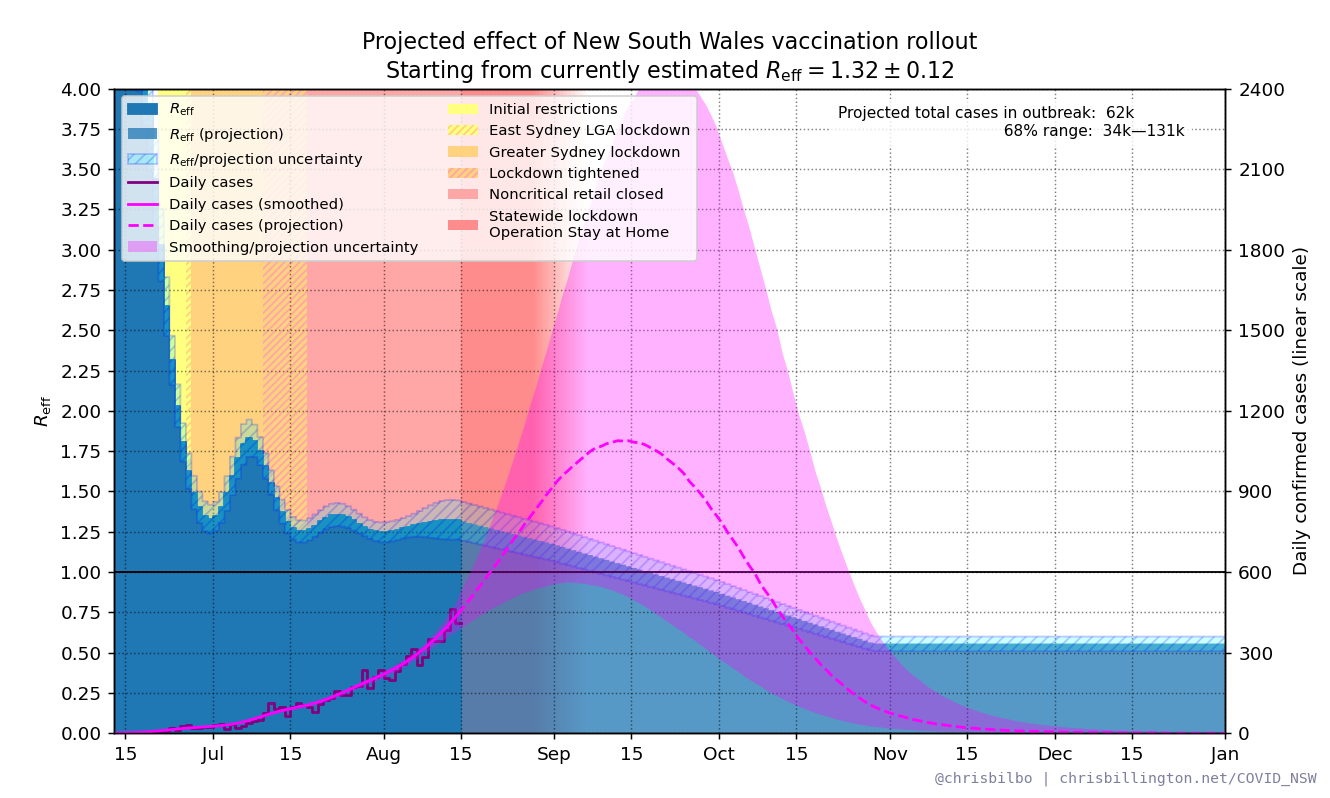 Projected effect of New South Wales vaccination rollout
Starting from currently estimated R_eff = 1.32 ± 0.12
R_eff
R_eff (projection)
R_eff/projection uncertainty
Daily cases
Daily cases (smoothed)
Daily cases (projection)
Smoothing/projection uncertainty
Initial restrictions
East Sydney LGA lockdown
Greater Sydney lockdown
Lockdown tightened
Noncritical retail closed
Statewide lockdown
Operation Stay at Home
Projected total cases in outbreak: 62k
68% range: 34k—131k
R_eff
4.00
3.75
3.50
3.25
3.00
2.75
2.50
2.25
2.00
1.75
1.50
1.25
1.00
0.75
0.50
0.25
0.00
2400
2100
1800
1500
1200
900
600
300
0
Daily confirmed cases (linear scale)
15 Jul 15 Aug 15 Sep 15 Oct 15 Nov 15 Dec 15 Jan
@chrisbilbo | chrisbillington.net/COVID_NSW